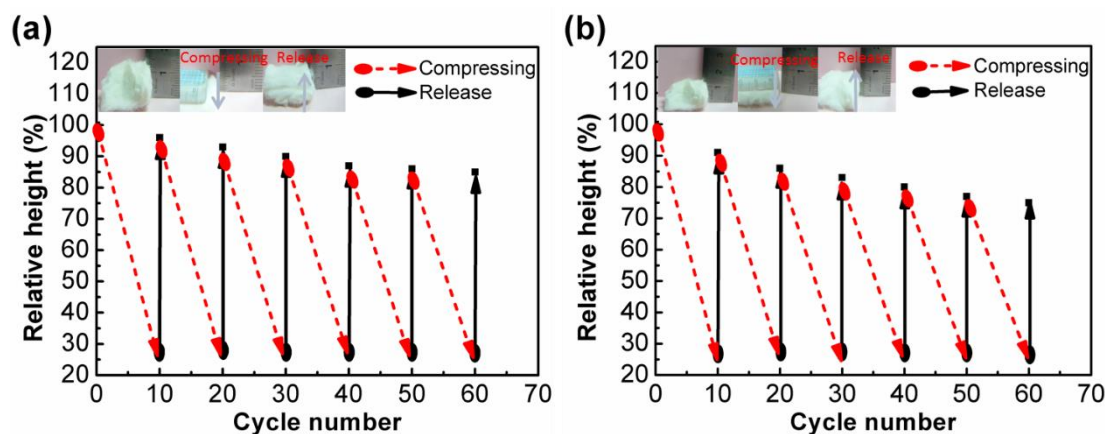 (a)
120
110
100
90
80
70
60
50
40
30
20
0 10 20 30 40 50 60 70
Relative height (%)
Cycle number
Compressing Release
Compressing
Release
(b)
120
110
100
90
80
70
60
50
40
30
20
0 10 20 30 40 50 60 70
Relative height (%)
Cycle number
Compressing Release
Compressing
Release